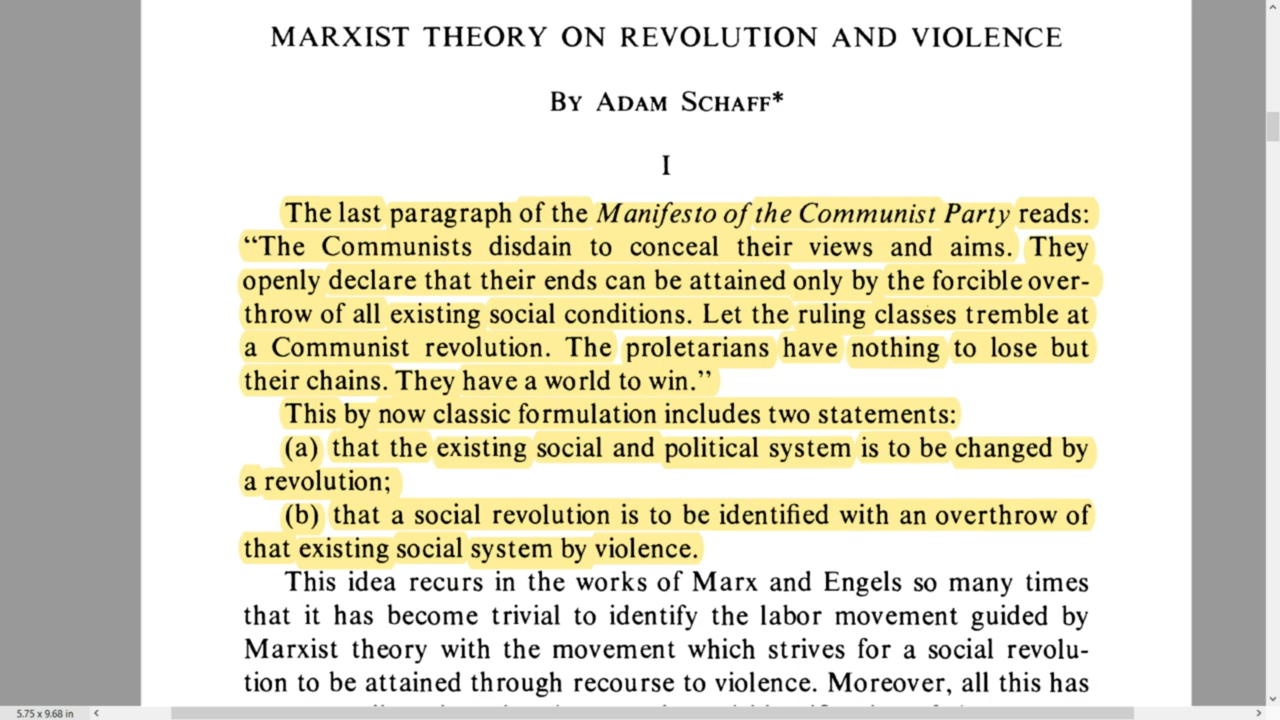 MARXIST THEORY ON REVOLUTION AND VIOLENCE
By Adam Schaff*
I
The last paragraph of the Manifesto of the Communist Party reads:
“The Communists disdain to conceal their views and aims. They
openly declare that their ends can be attained only by the forcible over-
throw of all existing social conditions. Let the ruling classes tremble at
a Communist revolution. The proletarians have nothing to lose but
their chains. They have a world to win.”
This by now classic formulation includes two statements:
(a) that the existing social and political system is to be changed by
a revolution;
(b) that a social revolution is to be identified with an overthrow of
that existing social system by violence.
This idea recurs in the works of Marx and Engels so many times
that it has become trivial to identify the labor movement guided by
Marxist theory with the movement which strives for a social revolu-
tion to be attained through recourse to violence. Moreover, all this has
5.75 x 9.68 in